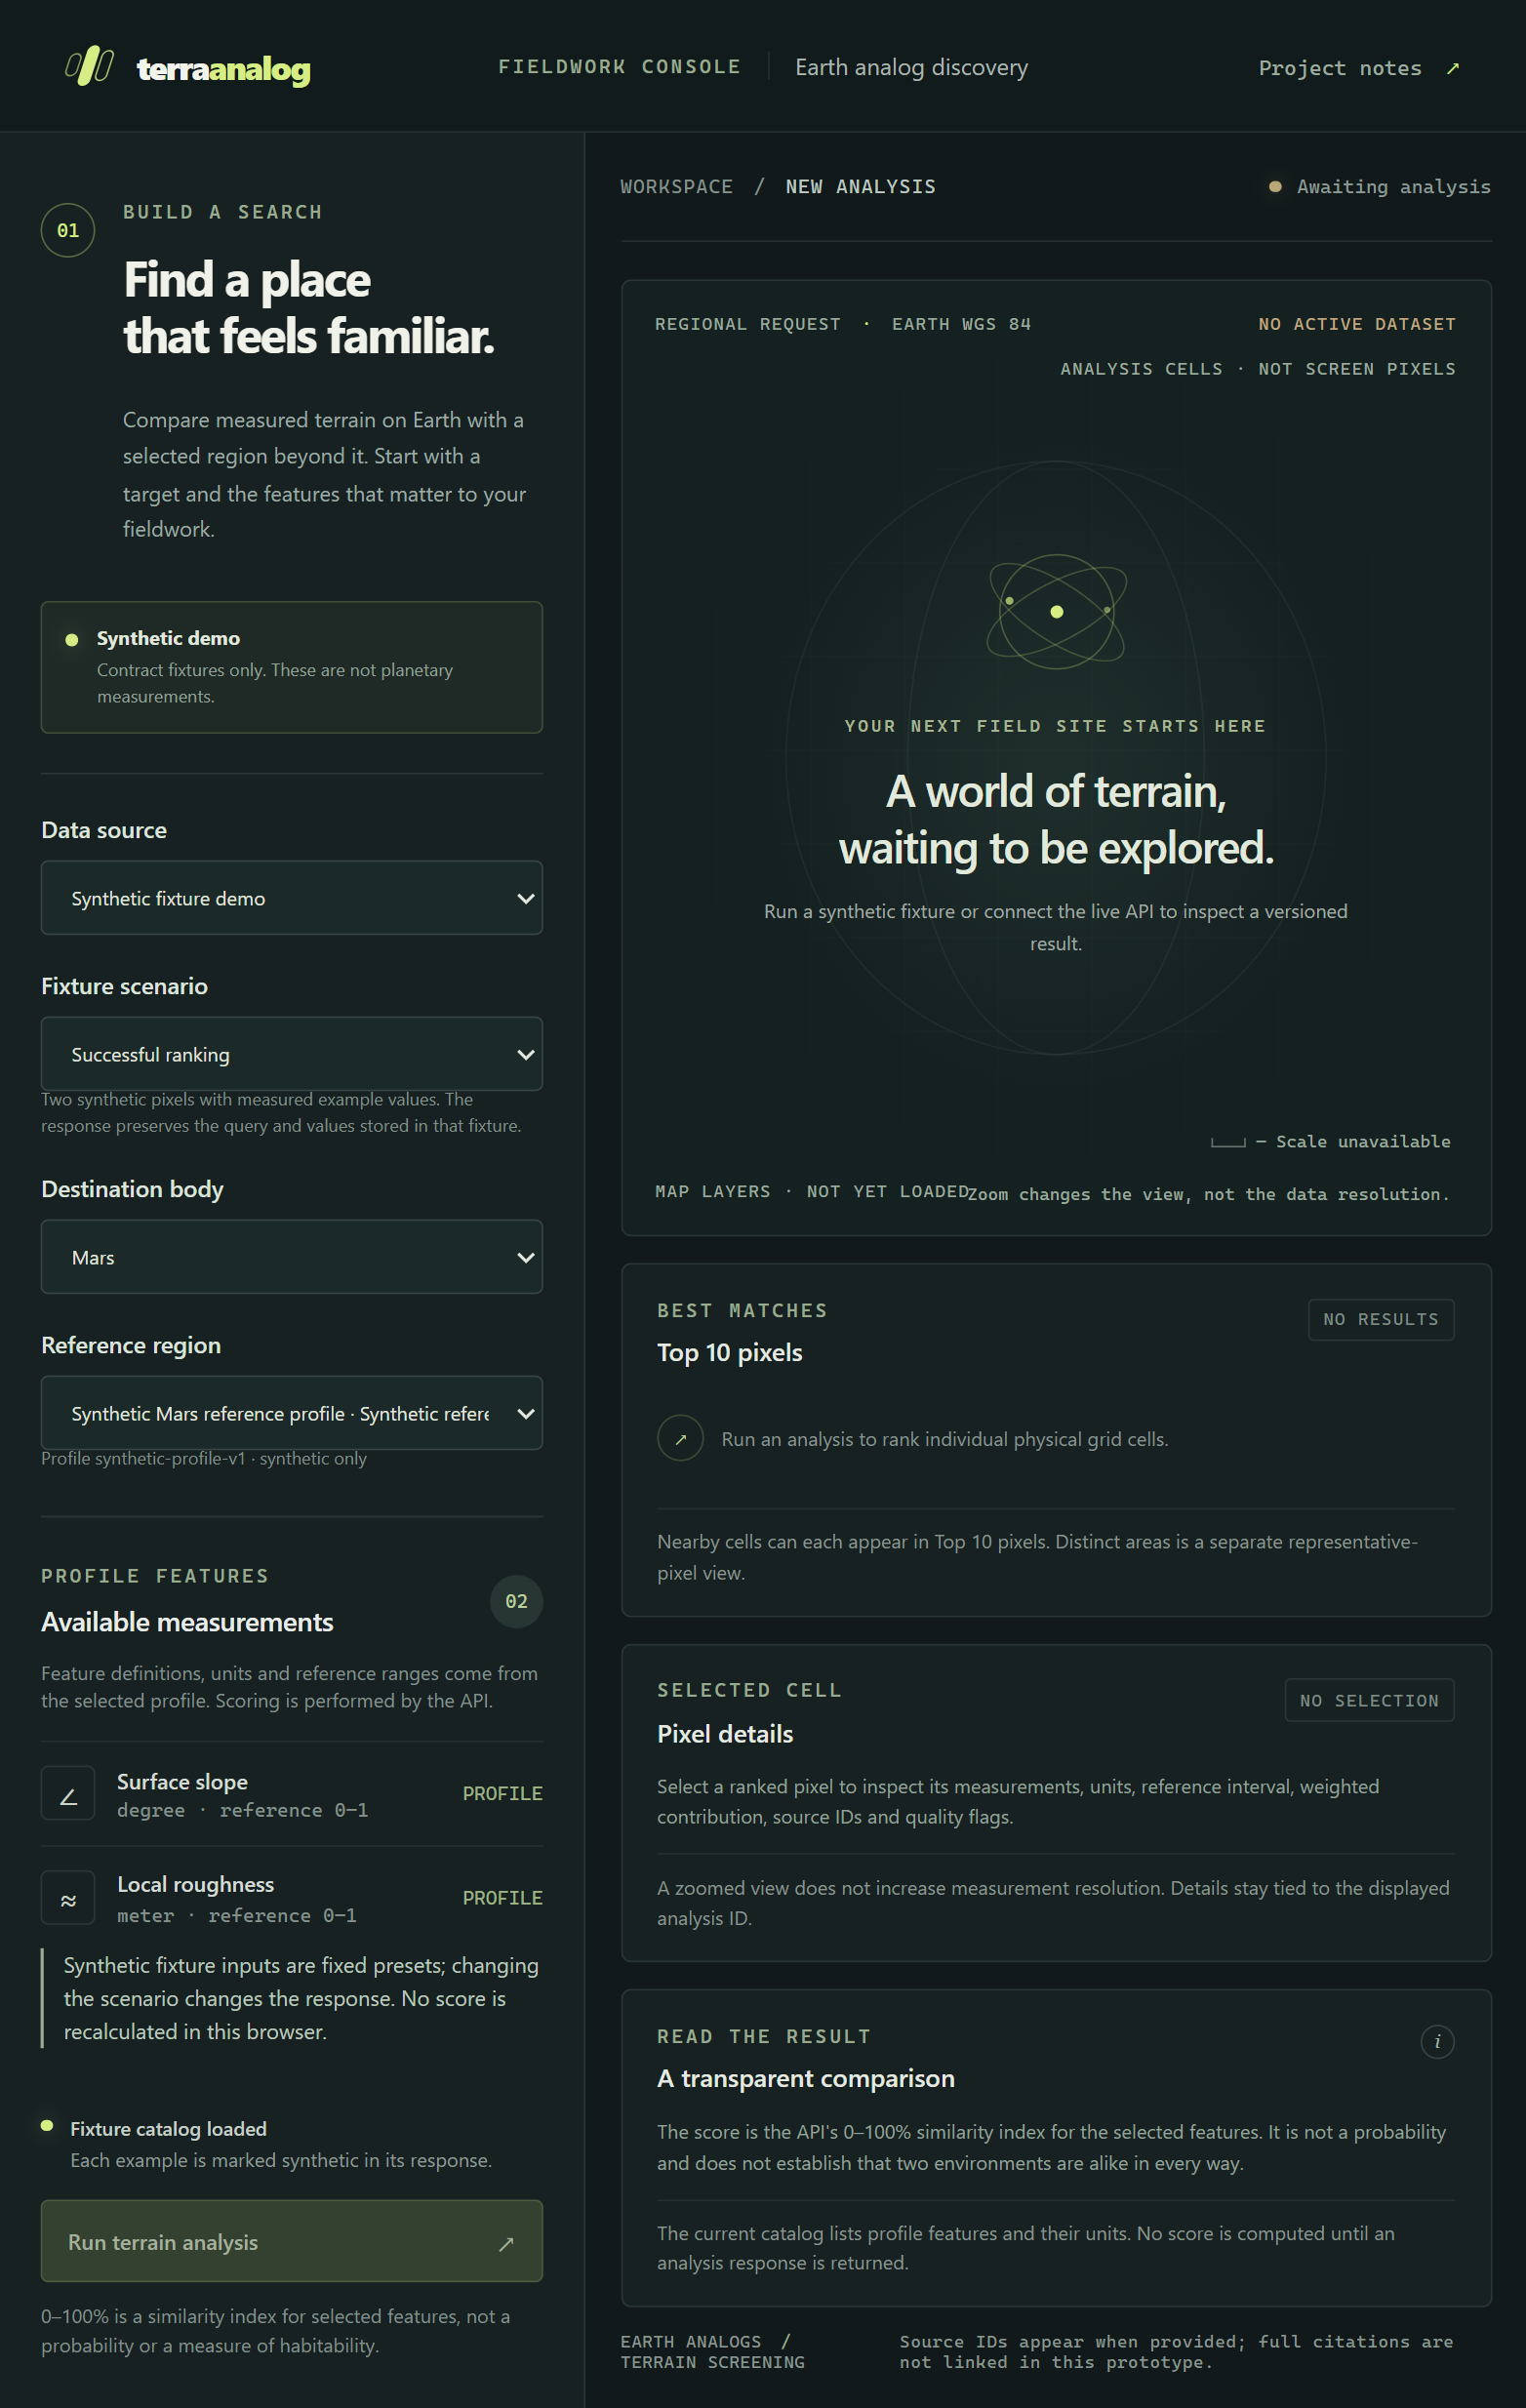 terraanalog
FIELDWORK CONSOLE
Earth analog discovery
Project notes ↗
01
BUILD A SEARCH
Find a place
that feels familiar.
Compare measured terrain on Earth with a
selected region beyond it. Start with a
target and the features that matter to your
fieldwork.
Synthetic demo
Contract fixtures only. These are not planetary
measurements.
Data source
Synthetic fixture demo
Fixture scenario
Successful ranking
Two synthetic pixels with measured example values. The
response preserves the query and values stored in that fixture.
Destination body
Mars
Reference region
Synthetic Mars reference profile · Synthetic refere
Profile synthetic-profile-v1 · synthetic only
PROFILE FEATURES
Available measurements
02
Feature definitions, units and reference ranges come from
the selected profile. Scoring is performed by the API.
∠
Surface slope
degree · reference 0–1
PROFILE
≈
Local roughness
meter · reference 0–1
PROFILE
Synthetic fixture inputs are fixed presets; changing
the scenario changes the response. No score is
recalculated in this browser.
Fixture catalog loaded
Each example is marked synthetic in its response.
Run terrain analysis ↗
0–100% is a similarity index for selected features, not a
probability or a measure of habitability.
WORKSPACE / NEW ANALYSIS
Awaiting analysis
REGIONAL REQUEST · EARTH WGS 84
NO ACTIVE DATASET
ANALYSIS CELLS · NOT SCREEN PIXELS
YOUR NEXT FIELD SITE STARTS HERE
A world of terrain,
waiting to be explored.
Run a synthetic fixture or connect the live API to inspect a versioned
result.
— Scale unavailable
MAP LAYERS · NOT YET LOADED
Zoom changes the view, not the data resolution.
BEST MATCHES
Top 10 pixels
NO RESULTS
↗
Run an analysis to rank individual physical grid cells.
Nearby cells can each appear in Top 10 pixels. Distinct areas is a separate representative-
pixel view.
SELECTED CELL
Pixel details
NO SELECTION
Select a ranked pixel to inspect its measurements, units, reference interval, weighted
contribution, source IDs and quality flags.
A zoomed view does not increase measurement resolution. Details stay tied to the displayed
analysis ID.
READ THE RESULT
A transparent comparison
i
The score is the API's 0–100% similarity index for the selected features. It is not a probability
and does not establish that two environments are alike in every way.
The current catalog lists profile features and their units. No score is computed until an
analysis response is returned.
EARTH ANALOGS /
TERRAIN SCREENING
Source IDs appear when provided; full citations are
not linked in this prototype.